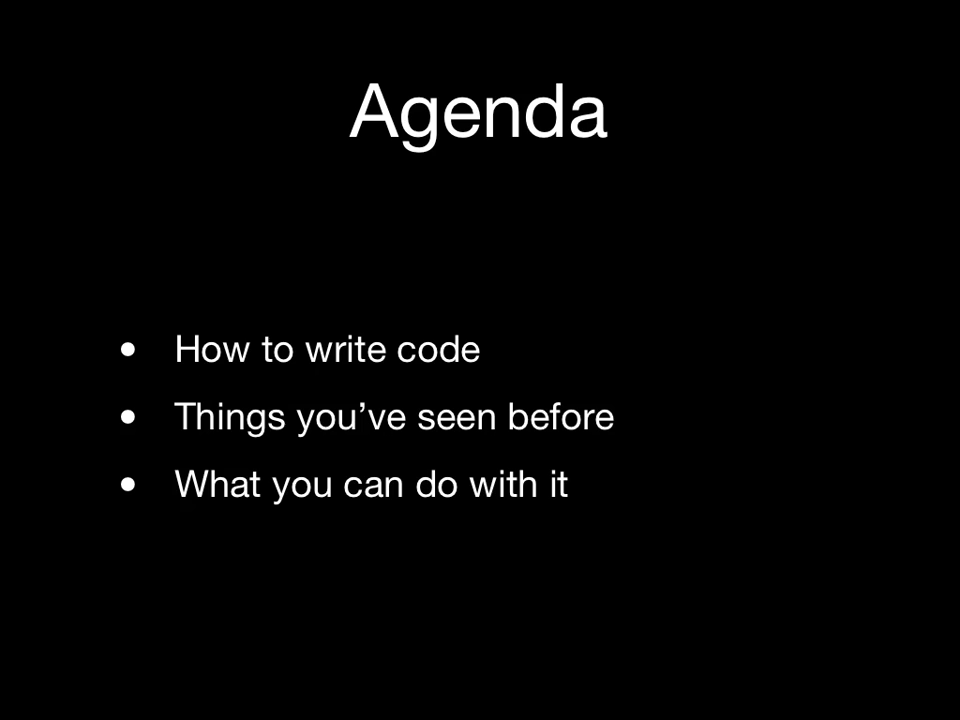 Agenda
• How to write code
• Things you’ve seen before
• What you can do with it